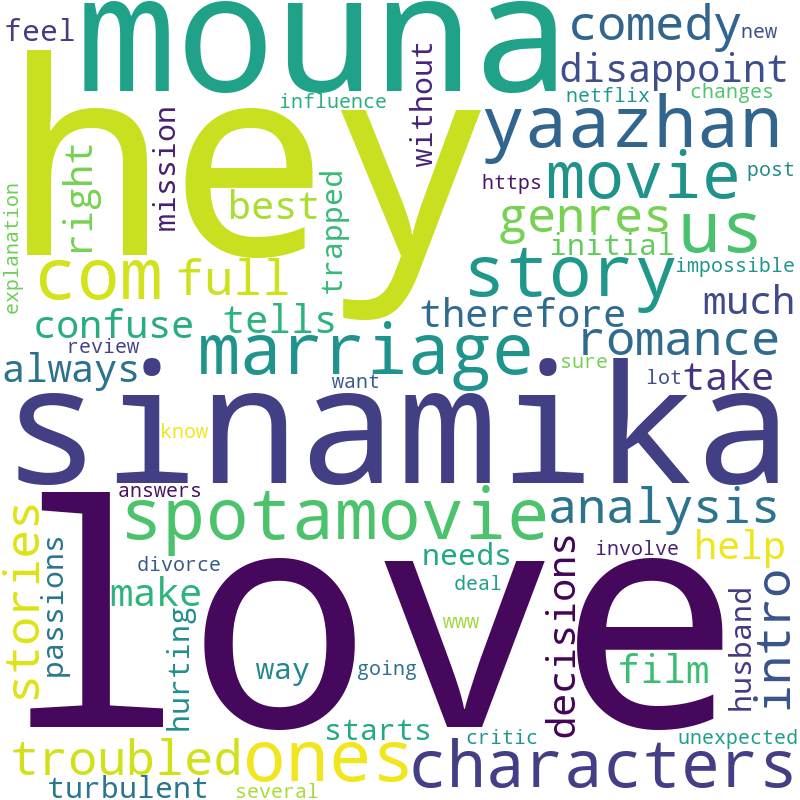 feel
mouna
comedy
new
disappoint
influence
netflix
changes
hey
without
yaazhan
mission
right
movie
post
https
best
trapped
explanation
genres
us
initial
com
full
story
impossible
much
confuse
tells
therefore
romance
review
marriage
always
want
sure
lot
take
know
sinamika
answers
love
spotamovie
analysis
stories
passions
divorce
needs
involve
help
make
deal
decisions
hurting
www
husband
intro
way
going
film
starts
critic
unexpected
troubled
ones
characters
turbulent
several